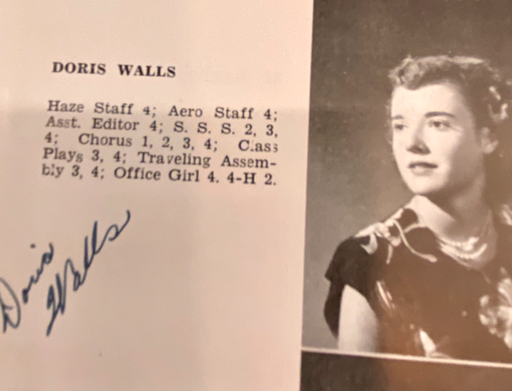 DORIS WALLS
Haze Staff 4; Aero Staff 4;
Asst. Editor 4; S. S. S. 2, 3,
4; Chorus 1, 2, 3, 4; Class
Plays 3, 4; Traveling Assem-
bly 3, 4; Office Girl 4. 4-H 2.
Doris
Walls